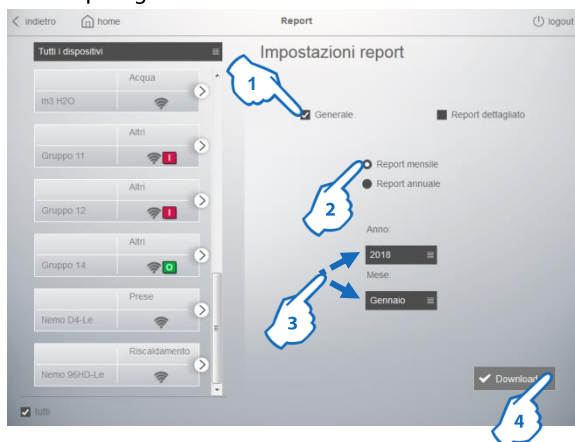 indietro
home
Report
logout
Tutti i dispositivi
Impostazioni report
Acqua
m3 H2O
Altri
Gruppo 11
I
Altri
Gruppo 12
I
Altri
Gruppo 14
O
Prese
Nemo D4-Le
Riscaldamento
Nemo 96HD-Le
tutti
1
Generale
Report dettagliato
Report mensile
Report annuale
2
Anno:
2018
Mese:
Gennaio
3
Download
4